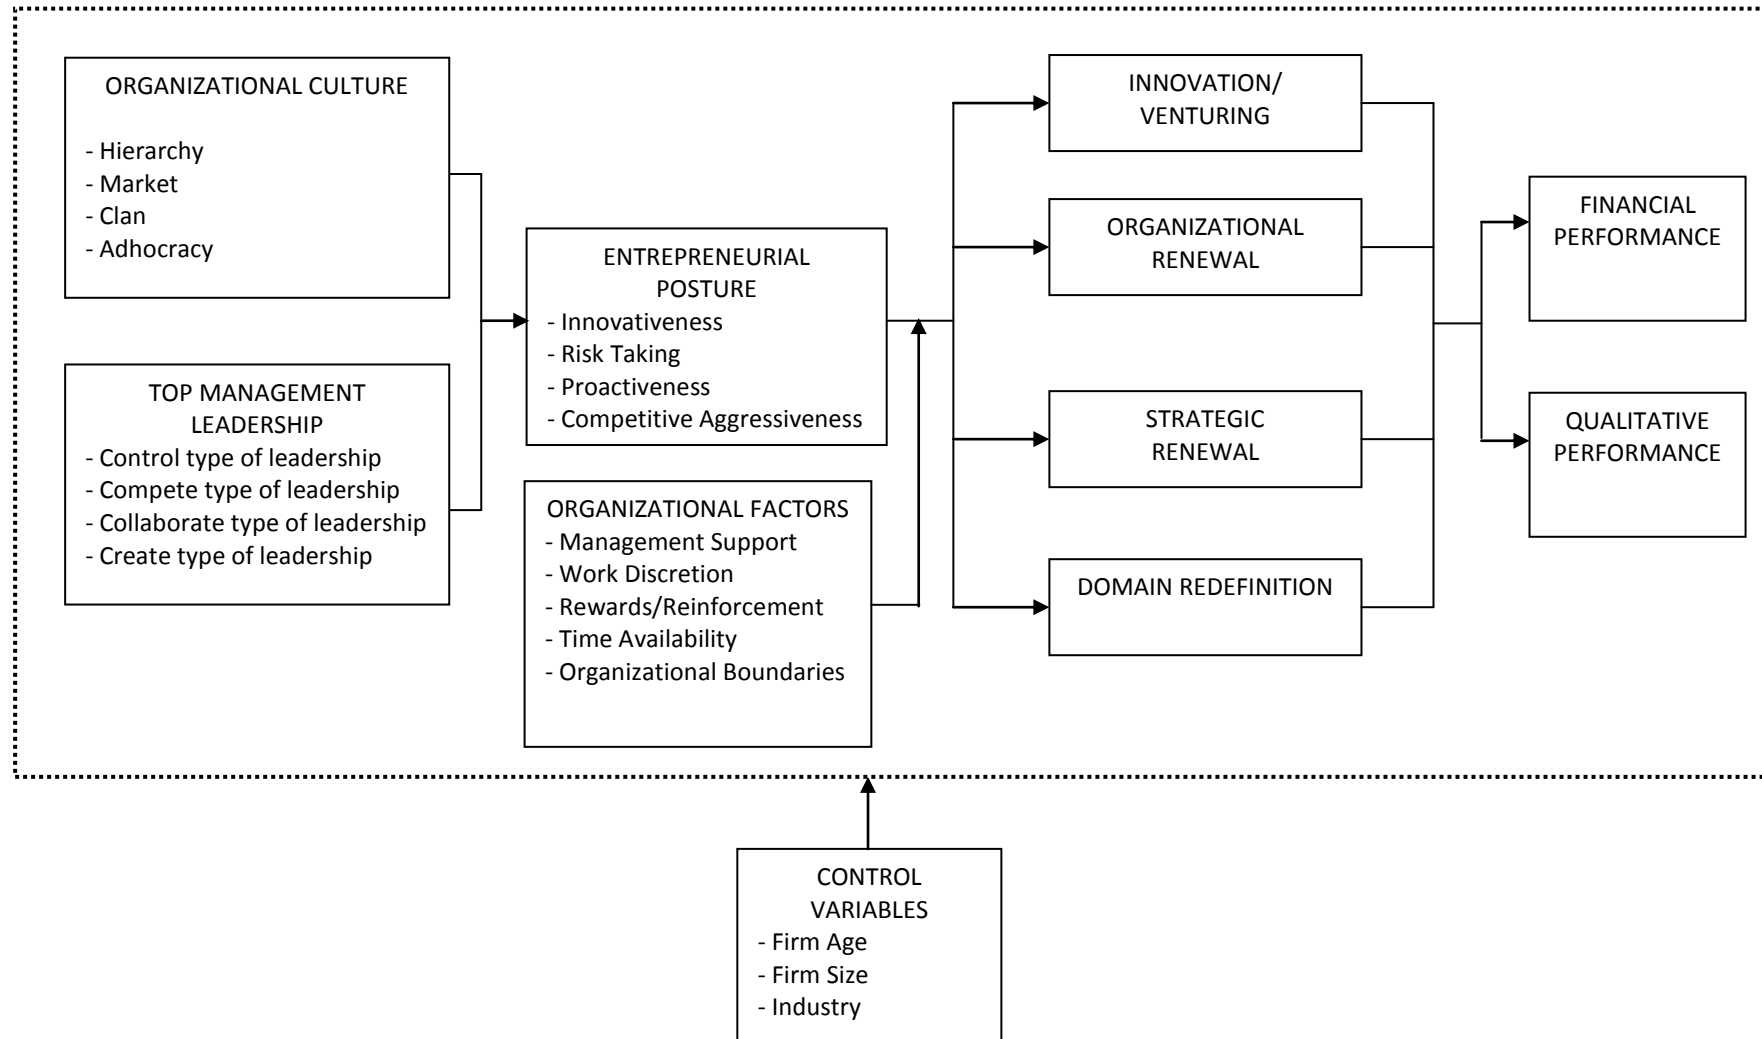 ORGANIZATIONAL CULTURE
- Hierarchy
- Market
- Clan
- Adhocracy
TOP MANAGEMENT
LEADERSHIP
- Control type of leadership
- Compete type of leadership
- Collaborate type of leadership
- Create type of leadership
ENTREPRENEURIAL
POSTURE
- Innovativeness
- Risk Taking
- Proactiveness
- Competitive Aggressiveness
ORGANIZATIONAL FACTORS
- Management Support
- Work Discretion
- Rewards/Reinforcement
- Time Availability
- Organizational Boundaries
INNOVATION/
VENTURING
ORGANIZATIONAL
RENEWAL
STRATEGIC
RENEWAL
DOMAIN REDEFINITION
FINANCIAL
PERFORMANCE
QUALITATIVE
PERFORMANCE
CONTROL
VARIABLES
- Firm Age
- Firm Size
- Industry